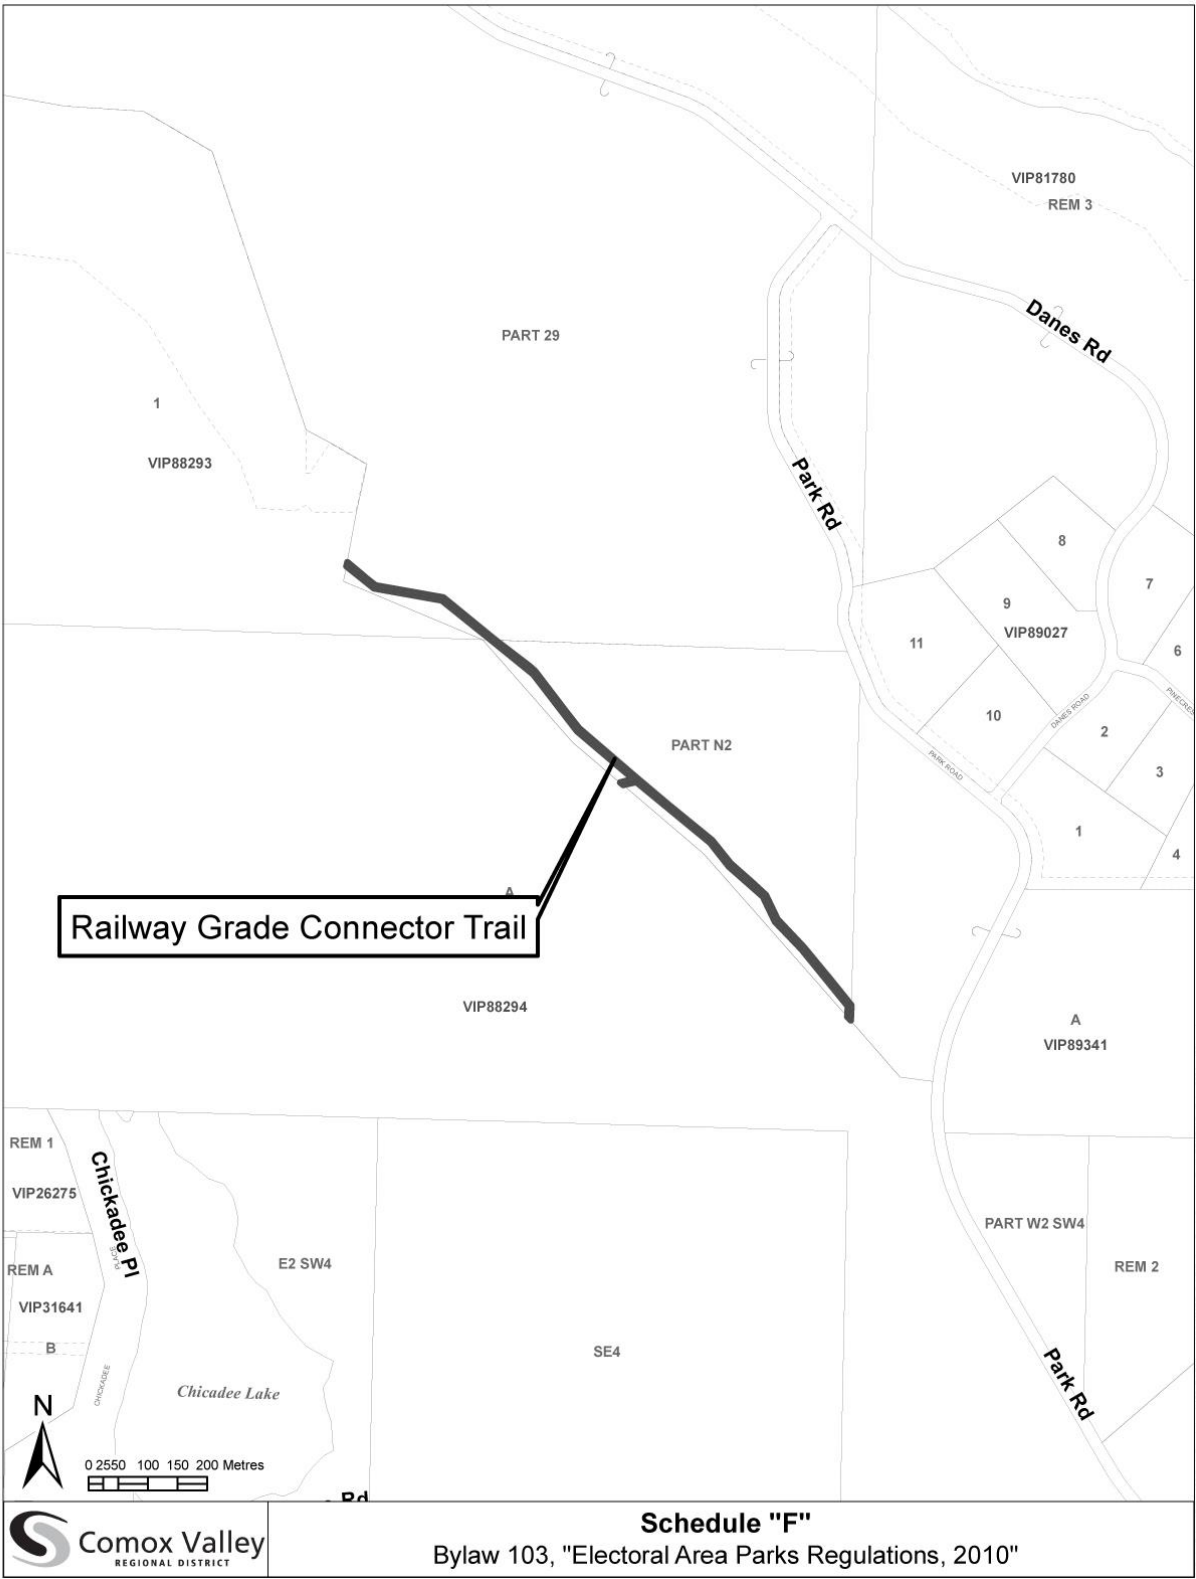 VIP81780
REM 3
Danes Rd
PART 29
1
VIP88293
Park Rd
8
7
9
VIP89027
11
6
10
DANES ROAD
2
PART N2
PARK ROAD
3
1
4
A
Railway Grade Connector Trail
VIP88294
A
VIP89341
REM 1
VIP26275
Chickadee Pl
PLACE
REM A
VIP31641
B
CHICKADEE
E2 SW4
SE4
Chicadee Lake
PART W2 SW4
REM 2
Park Rd
N
0 2550 100 150 200 Metres
Rd
Comox Valley
REGIONAL DISTRICT
Schedule "F"
Bylaw 103, "Electoral Area Parks Regulations, 2010"